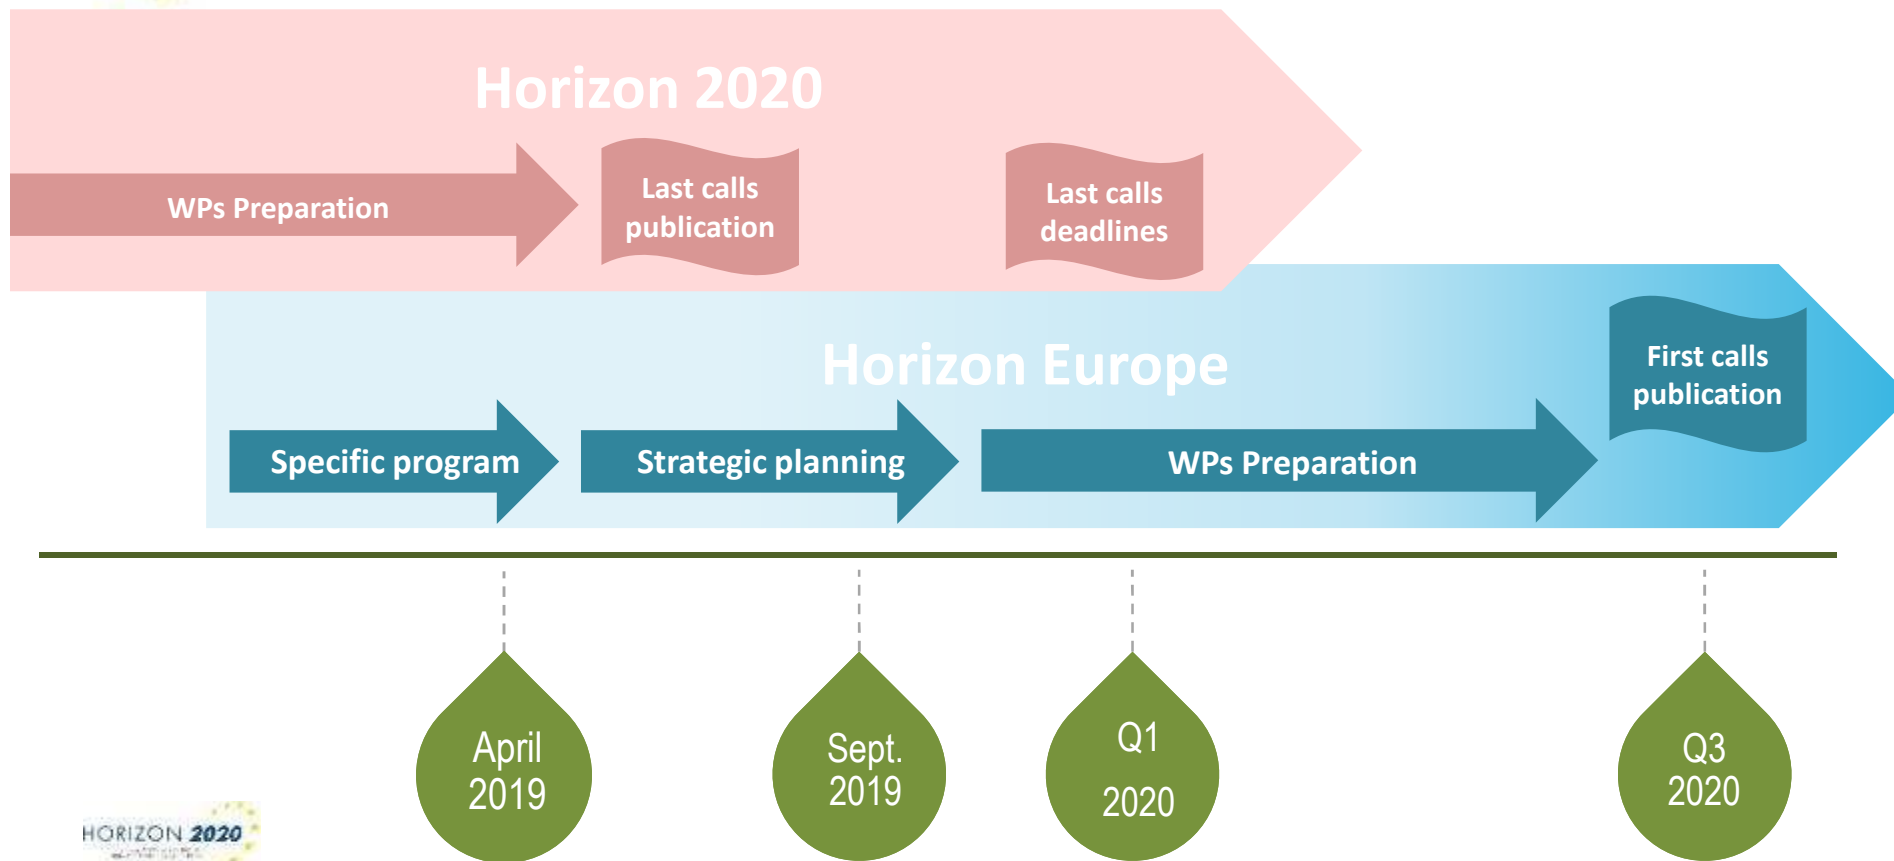 Horizon 2020
WPs Preparation
Last calls
publication
Last calls
deadlines
Horizon Europe
First calls
publication
Specific program
Strategic planning
WPs Preparation
April
2019
Sept.
2019
Q1
2020
Q3
2020
HORIZON 2020